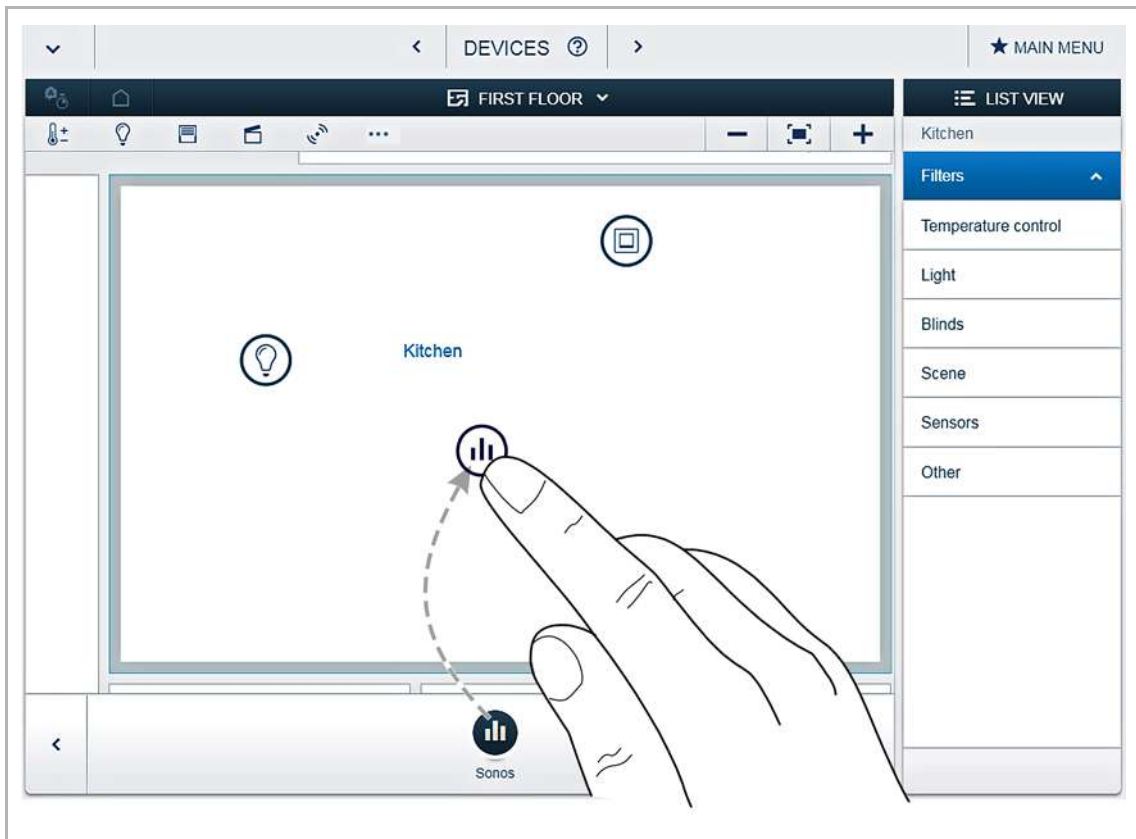 DEVICES
MAIN MENU
FIRST FLOOR
LIST VIEW
Kitchen
Filters
Temperature control
Light
Blinds
Scene
Sensors
Other
Kitchen
Sonos